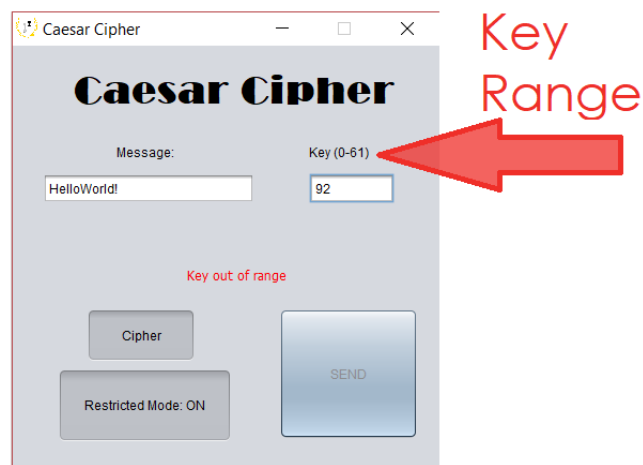 Caesar Cipher
Key
Range
Caesar Cipher
Message:
Key (0-61)
HelloWorld!
92
Key out of range
Cipher
SEND
Restricted Mode: ON